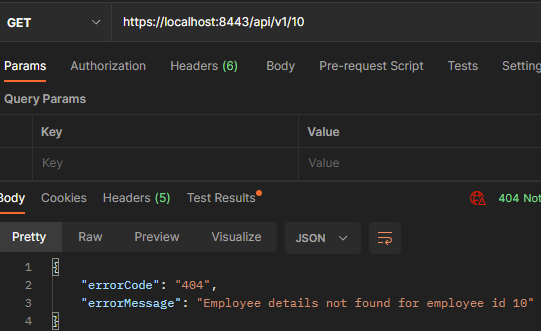 GET https://localhost:8443/api/v1/10
Params Authorization Headers (6) Body Pre-request Script Tests Setting
Query Params
Key Value
Key Value
Body Cookies Headers (5) Test Results 404 Not
Pretty Raw Preview Visualize JSON
1 {
2 "errorCode": "404",
3 "errorMessage": "Employee details not found for employee id 10"
4 }